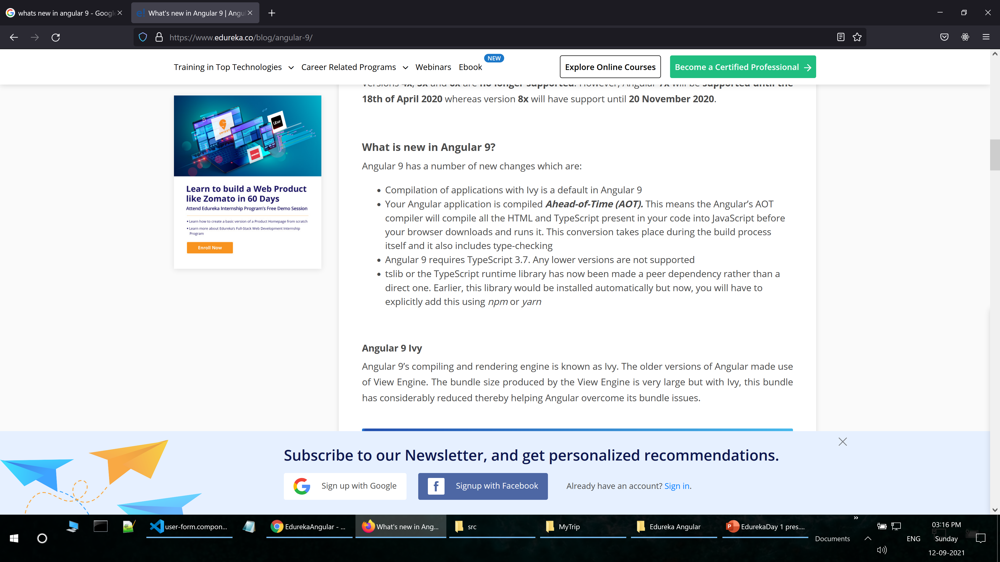 whats new in angular 9 - Googl
What's new in Angular 9 | Angul
https://www.edureka.co/blog/angular-9/
NEW
Training in Top Technologies
Career Related Programs
Webinars
Ebook
Explore Online Courses
Become a Certified Professional
versions 4x, 5x and 6x are no longer supported. However, Angular 7x will be supported until the
18th of April 2020 whereas version 8x will have support until 20 November 2020.
SWIGGY
Uber
zomato
Learn to build a Web Product
like Zomato in 60 Days
Attend Edureka Internship Program's Free Demo Session
• Learn how to create a basic version of a Product Homepage from scratch
• Learn more about Edureka's Full-Stack Web Development Internship
Program
Enroll Now
What is new in Angular 9?
Angular 9 has a number of new changes which are:
• Compilation of applications with Ivy is a default in Angular 9
• Your Angular application is compiled Ahead-of-Time (AOT). This means the Angular’s AOT
compiler will compile all the HTML and TypeScript present in your code into JavaScript before
your browser downloads and runs it. This conversion takes place during the build process
itself and it also includes type-checking
• Angular 9 requires TypeScript 3.7. Any lower versions are not supported
• tslib or the TypeScript runtime library has now been made a peer dependency rather than a
direct one. Earlier, this library would be installed automatically but now, you will have to
explicitly add this using npm or yarn
Angular 9 Ivy
Angular 9’s compiling and rendering engine is known as Ivy. The older versions of Angular made use
of View Engine. The bundle size produced by the View Engine is very large but with Ivy, this bundle
has considerably reduced thereby helping Angular overcome its bundle issues.
Subscribe to our Newsletter, and get personalized recommendations.
Sign up with Google
Signup with Facebook
Already have an account? Sign in.
user-form.compon...
EdurekaAngular - ...
What's new in Ang...
src
MyTrip
Edureka Angular
EdurekaDay 1 pres....
Documents
ENG
03:16 PM
Sunday
12-09-2021